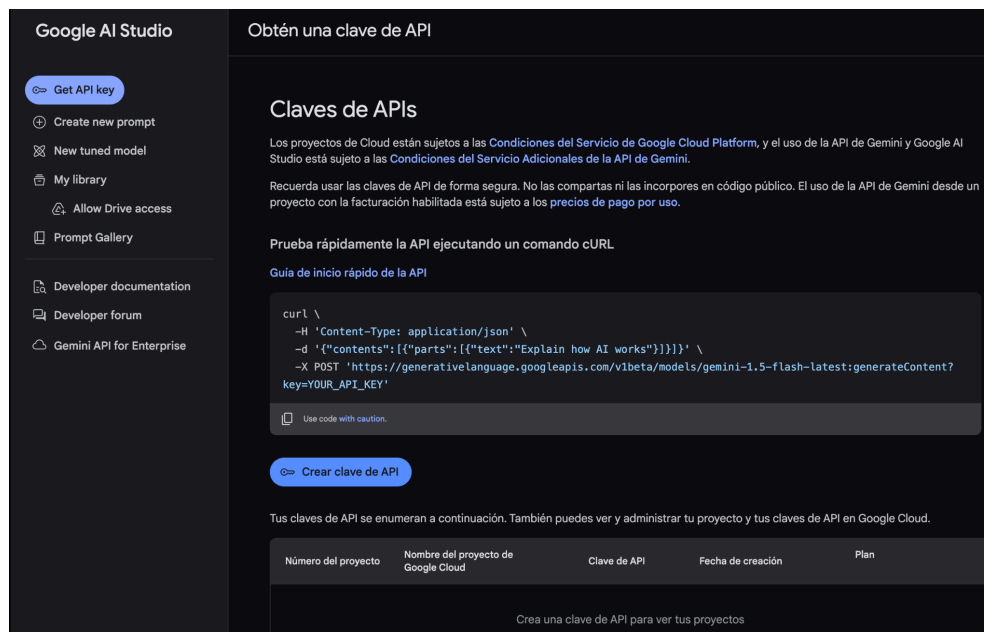 Google AI Studio
Obtén una clave de API
Get API key
Create new prompt
New tuned model
My library
Allow Drive access
Prompt Gallery
Developer documentation
Developer forum
Gemini API for Enterprise
Claves de APIs
Los proyectos de Cloud están sujetos a las Condiciones del Servicio de Google Cloud Platform, y el uso de la API de Gemini y Google AI
Studio está sujeto a las Condiciones del Servicio Adicionales de la API de Gemini.
Recuerda usar las claves de API de forma segura. No las compartas ni las incorpores en código público. El uso de la API de Gemini desde un
proyecto con la facturación habilitada está sujeto a los precios de pago por uso.
Prueba rápidamente la API ejecutando un comando cURL
Guía de inicio rápido de la API
curl \
-H 'Content-Type: application/json' \
-d '{"contents":[{"parts":[{"text":"Explain how AI works"}]}]}' \
-X POST 'https://generativelanguage.googleapis.com/v1beta/models/gemini-1.5-flash-latest:generateContent?
key=YOUR_API_KEY'
Use code with caution.
Crear clave de API
Tus claves de API se enumeran a continuación. También puedes ver y administrar tu proyecto y tus claves de API en Google Cloud.
Número del proyecto
Nombre del proyecto de
Google Cloud
Clave de API
Fecha de creación
Plan
Crea una clave de API para ver tus proyectos